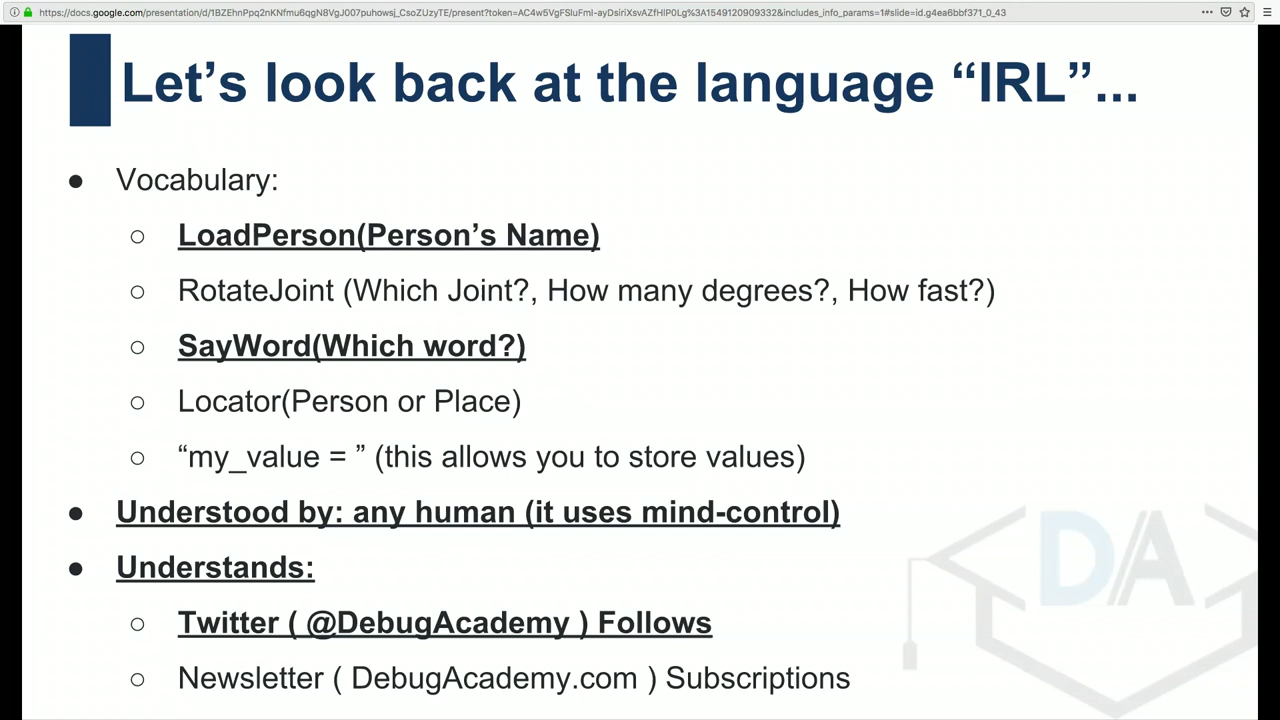 https://docs.google.com/presentation/d/1BZEhnPpq2nKNfmu6qgN8VgJ007puhowsj_CsoZUzyTE/present?token=AC4w5VgFSluFmI-ayDsiriXsvAZfHlP0Lg%3A1541710909332&includes_info_params=1#slide=id.g4ea6bbf371_0_43
Let’s look back at the language “IRL”...
● Vocabulary:
○ LoadPerson(Person’s Name)
○ RotateJoint (Which Joint?, How many degrees?, How fast?)
○ SayWord(Which word?)
○ Locator(Person or Place)
○ “my_value = ” (this allows you to store values)
● Understood by: any human (it uses mind-control)
● Understands:
○ Twitter ( @DebugAcademy ) Follows
○ Newsletter ( DebugAcademy.com ) Subscriptions
DA